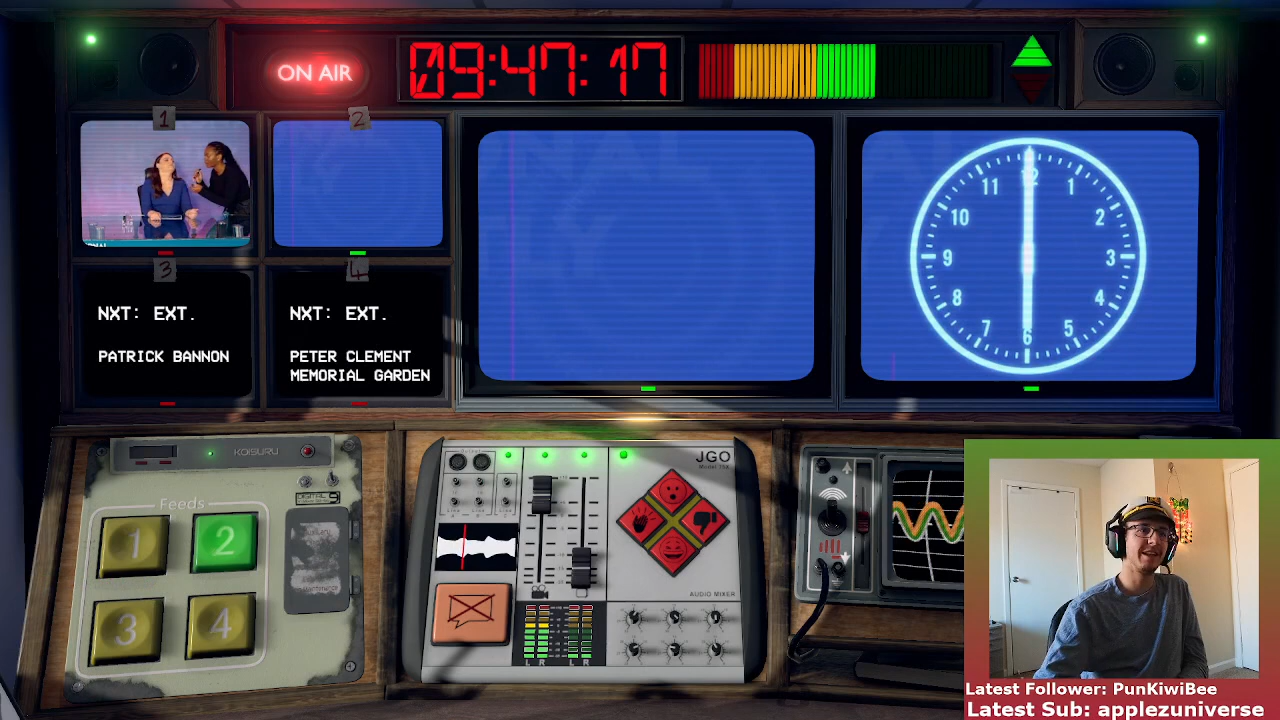 ON AIR
09:47:17
1
2
12
1
2
3
4
5
6
7
8
9
10
11
3
4
NXT: EXT.
PATRICK BANNON
NXT: EXT.
PETER CLEMENT
MEMORIAL GARDEN
KOISURU
Feeds
1
2
3
4
JGO
AUDIO MIXER
L R L R
Latest Follower: PunKiwiBee
Latest Sub: applezuniverse